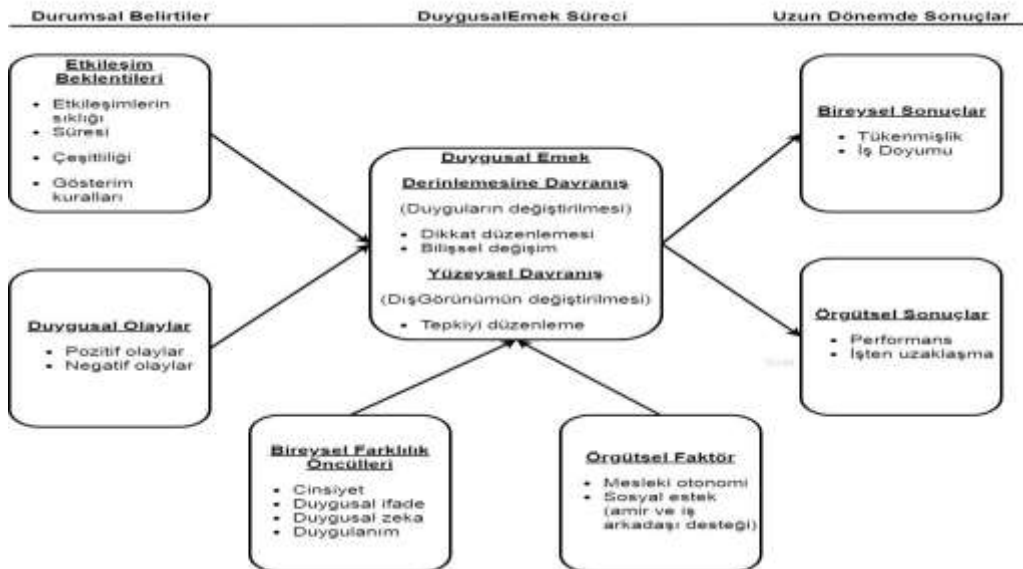 Durumsal Belirtiler
DuygusalEmek Süreci
Uzun Dönemde Sonuçlar
Etkileşim
Beklentileri
• Etkileşimlerin
sıklığı
• Süresi
• Çeşitliliği
• Gösterim
kuralları
Duygusal Olaylar
• Pozitif olaylar
• Negatif olaylar
Duygusal Emek
Derinlemesine Davranış
(Duyguların değiştirilmesi)
• Dikkat düzenlemesi
• Bilişsel değişim
Yüzeysel Davranış
(DışGörünümün değiştirilmesi)
• Tepkiyi düzenleme
Bireysel Farklılık
Öncülleri
• Cinsiyet
• Duygusal ifade
• Duygusal zeka
• Duygulanım
Örgütsel Faktör
• Mesleki otonomi
• Sosyal estek
(amir ve iş
arkadaşı desteği)
Bireysel Sonuçlar
• Tükenmişlik
• İş Doyumu
Örgütsel Sonuçlar
• Performans
• İşten uzaklaşma